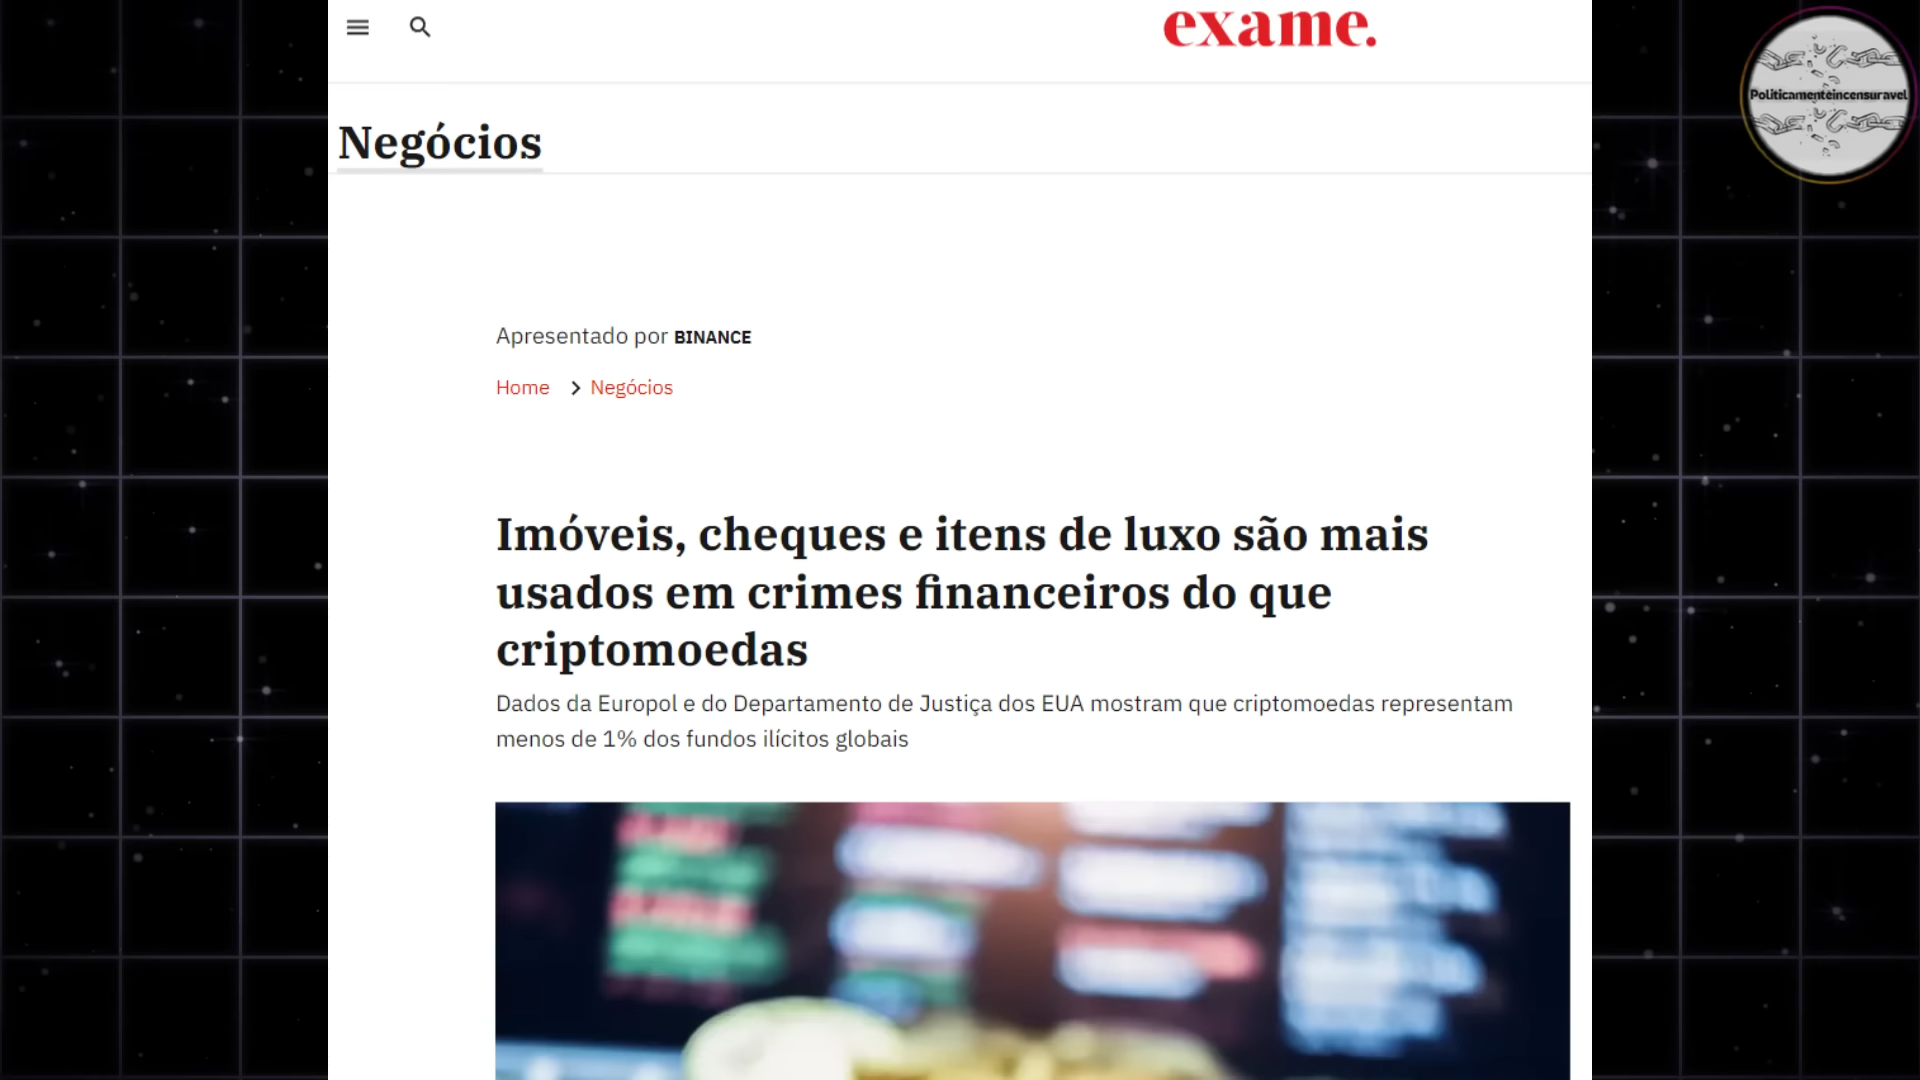 exame.
Politicamenteincensuravel
Negócios
Apresentado por BINANCE
Home > Negócios
Imóveis, cheques e itens de luxo são mais
usados em crimes financeiros do que
criptomoedas
Dados da Europol e do Departamento de Justiça dos EUA mostram que criptomoedas representam
menos de 1% dos fundos ilícitos globais